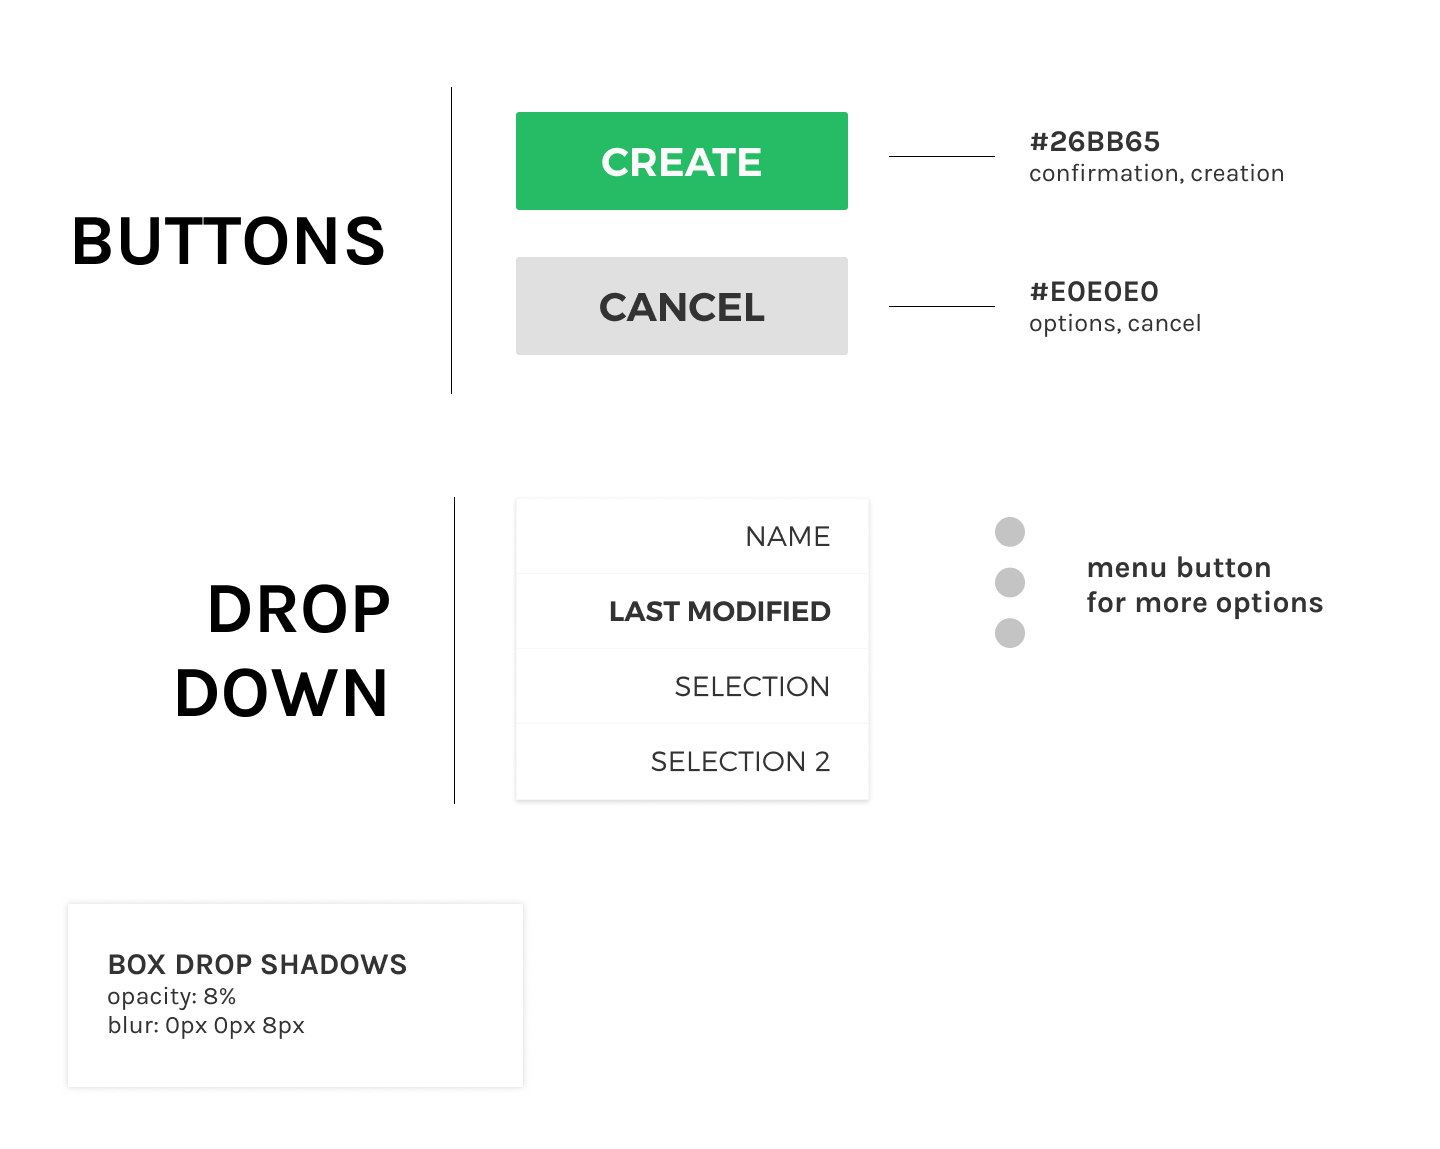 BUTTONS
CREATE
#26BB65
confirmation, creation
CANCEL
#E0E0E0
options, cancel
DROP
DOWN
NAME
LAST MODIFIED
SELECTION
SELECTION 2
menu button
for more options
BOX DROP SHADOWS
opacity: 8%
blur: 0px 0px 8px